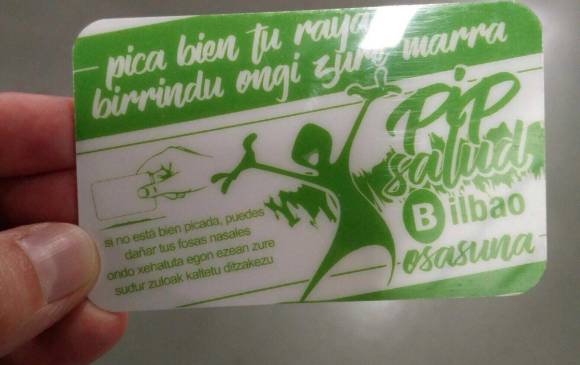 pica bien tu raya
birrindu ongi zure marra
PiP
salud
Bilbao
osasuna
si no está bien picada, puedes
dañar tus fosas nasales
ondo xehatuta egon ezean zure
sudur zuloak kaltetu ditzakezu